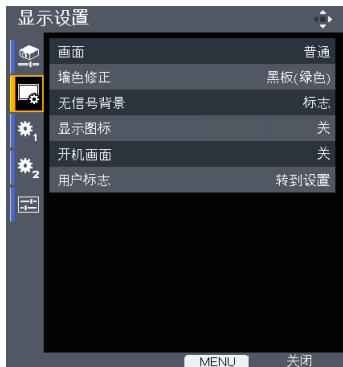 显示设置
画面 普通
墙色修正 黑板(绿色)
无信号背景 标志
显示图标 关
开机画面 关
用户标志 转到设置
1
2
MENU 关闭